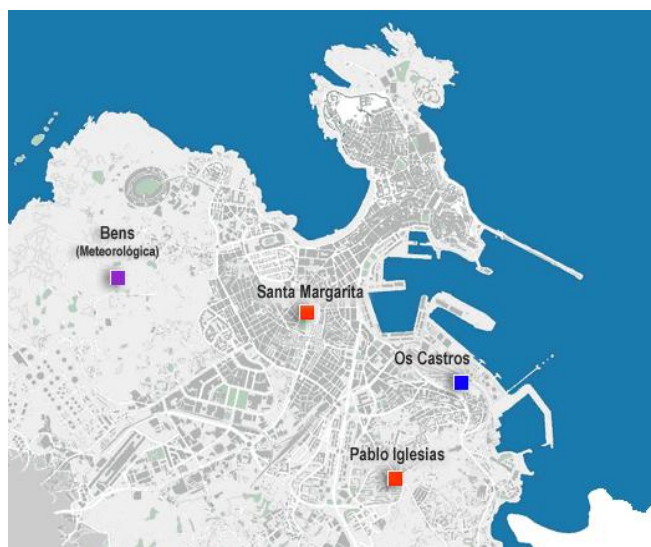 Bens
(Meteorológica)
Santa Margarita
Os Castros
Pablo Iglesias